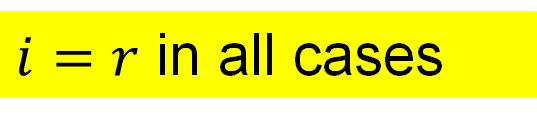 i = r in all cases